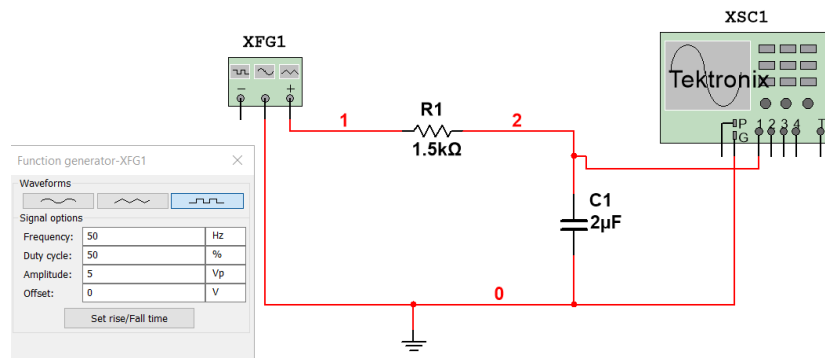 XSC1
XFG1
Tektronix
R1
1
2
1.5kΩ
P 1 2 3 4 T
G
Function generator-XFG1
Waveforms
Signal options
Frequency: 50 Hz
Duty cycle: 50 %
Amplitude: 5 Vp
Offset: 0 V
Set rise/Fall time
C1
2µF
0